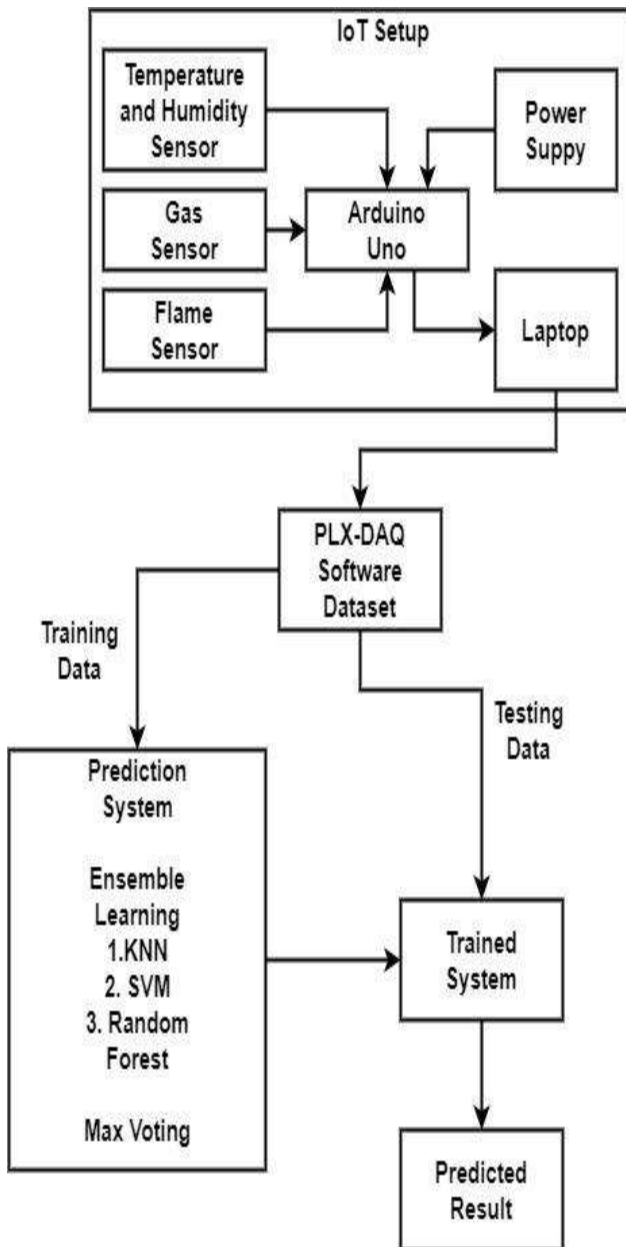 IoT Setup
Temperature
and Humidity
Sensor
Power
Suppy
Gas
Sensor
Arduino
Uno
Flame
Sensor
Laptop
PLX-DAQ
Software
Dataset
Training
Data
Testing
Data
Prediction
System
Ensemble
Learning
1.KNN
2. SVM
3. Random
Forest
Max Voting
Trained
System
Predicted
Result